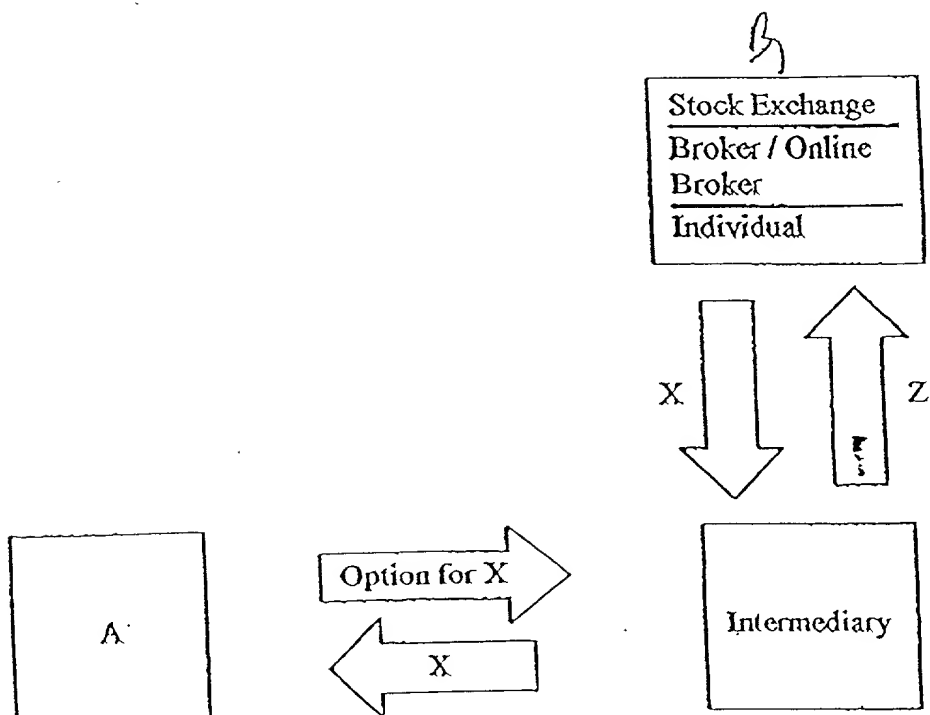 B
Stock Exchange
Broker / Online
Broker
Individual
X
Z
Option for X
A
X
Intermediary